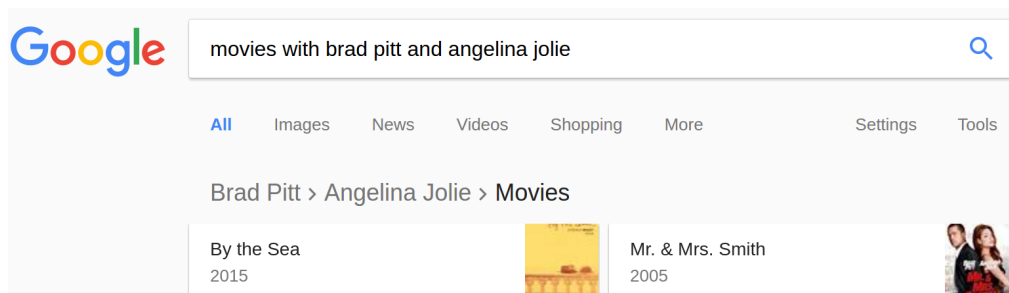 Google
movies with brad pitt and angelina jolie
All Images News Videos Shopping More Settings Tools
Brad Pitt › Angelina Jolie › Movies
By the Sea Mr. & Mrs. Smith
2015 2005